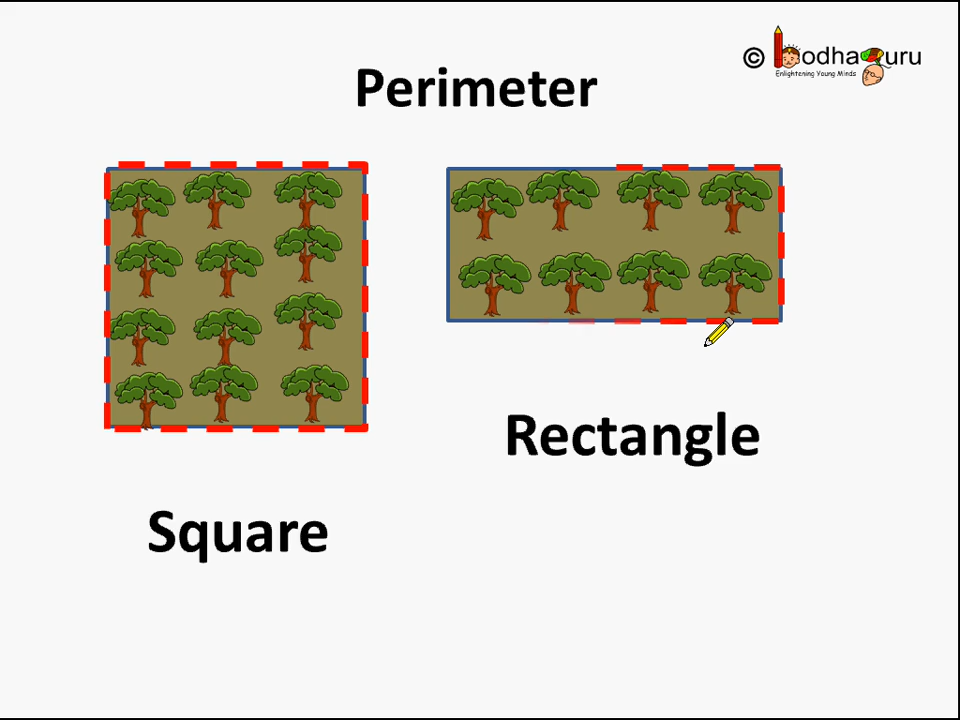 © bodhaguru
Enlightening Young Minds
Perimeter
Rectangle
Square